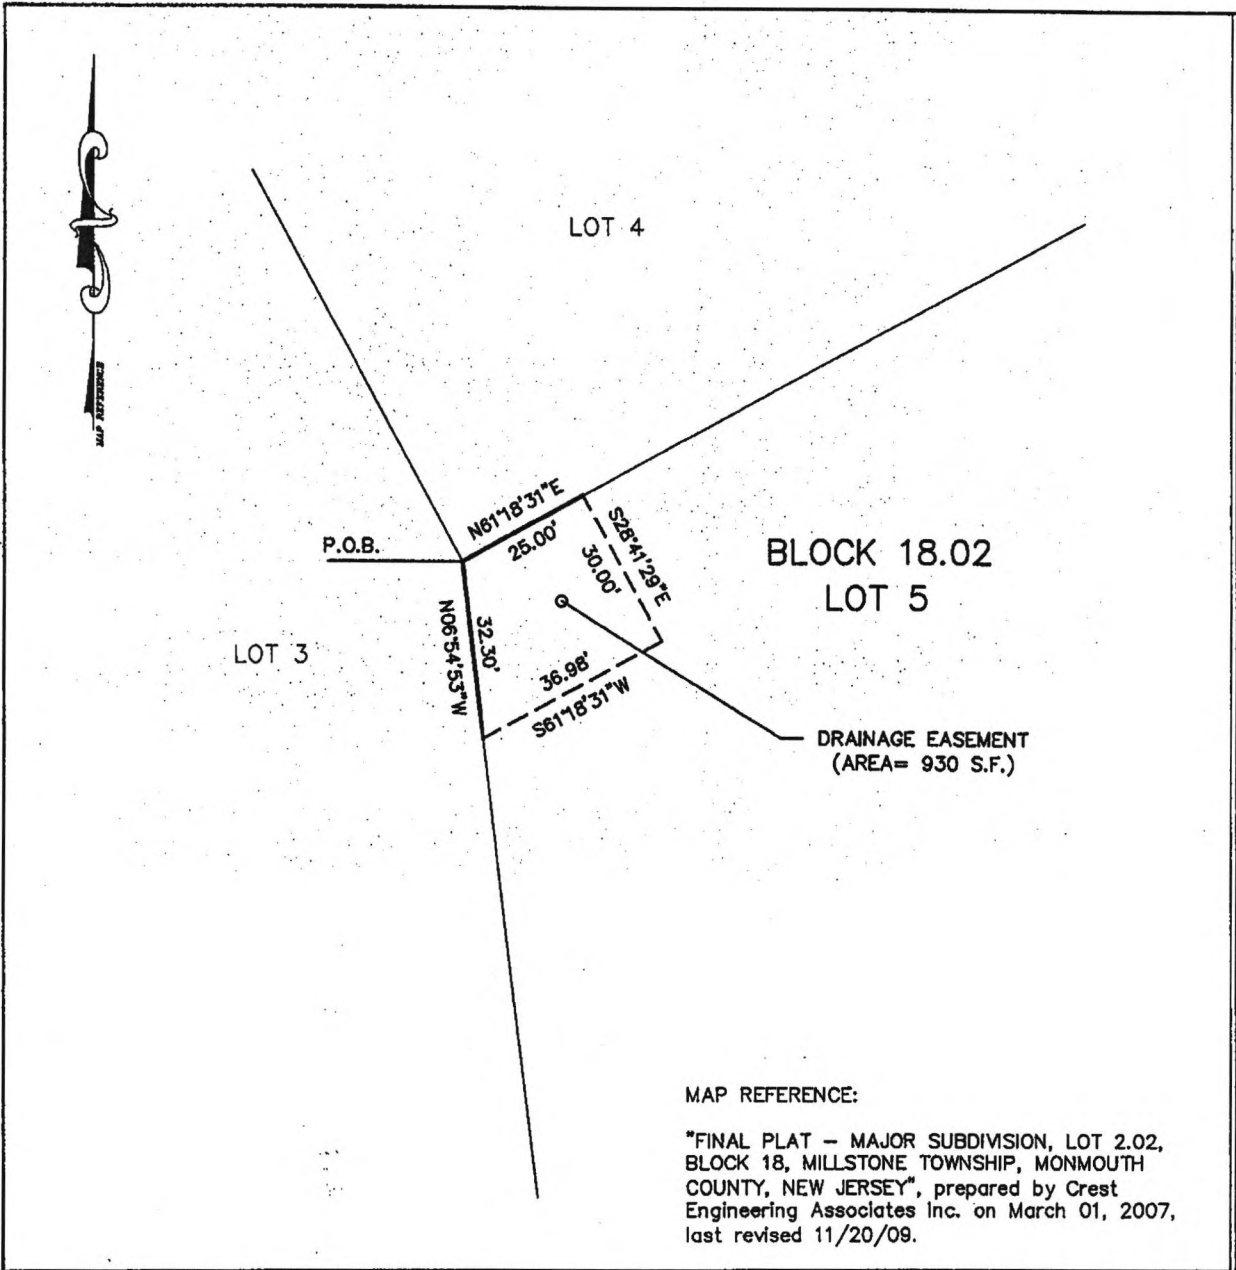 MAP REFERENCE
LOT 4
N61°18'31"E
25.00'
S28°41'29"E
30.00'
P.O.B.
BLOCK 18.02
LOT 5
LOT 3
N06°54'53"W
32.30'
36.98'
S61°18'31"W
DRAINAGE EASEMENT
(AREA= 930 S.F.)
MAP REFERENCE:
"FINAL PLAT – MAJOR SUBDIVISION, LOT 2.02,
BLOCK 18, MILLSTONE TOWNSHIP, MONMOUTH
COUNTY, NEW JERSEY", prepared by Crest
Engineering Associates Inc. on March 01, 2007,
last revised 11/20/09.